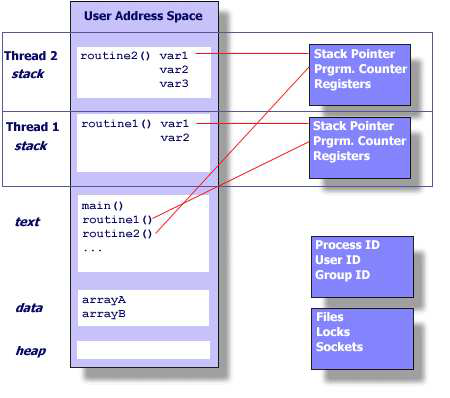 User Address Space
Thread 2
stack
routine2() var1
var2
var3
Stack Pointer
Prgrm. Counter
Registers
Thread 1
stack
routine1() var1
var2
Stack Pointer
Prgrm. Counter
Registers
text
main()
routine1()
routine2()
...
Process ID
User ID
Group ID
data
arrayA
arrayB
Files
Locks
Sockets
heap